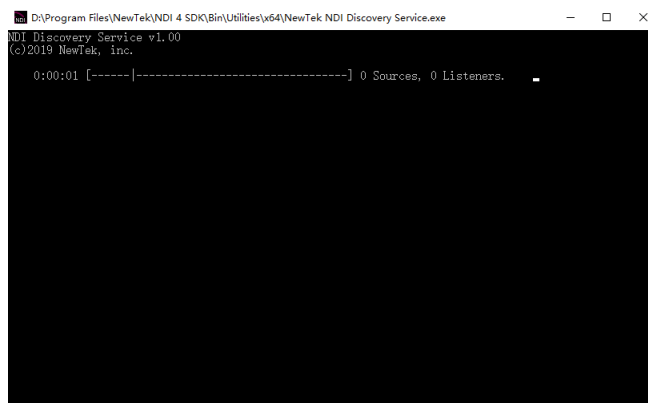 NDI D:\Program Files\NewTek\NDI 4 SDK\Bin\Utilities\x64\NewTek NDI Discovery Service.exe
NDI Discovery Service v1.00
(c)2019 NewTek, inc.
0:00:01 [------|---------------------------------] 0 Sources, 0 Listeners.